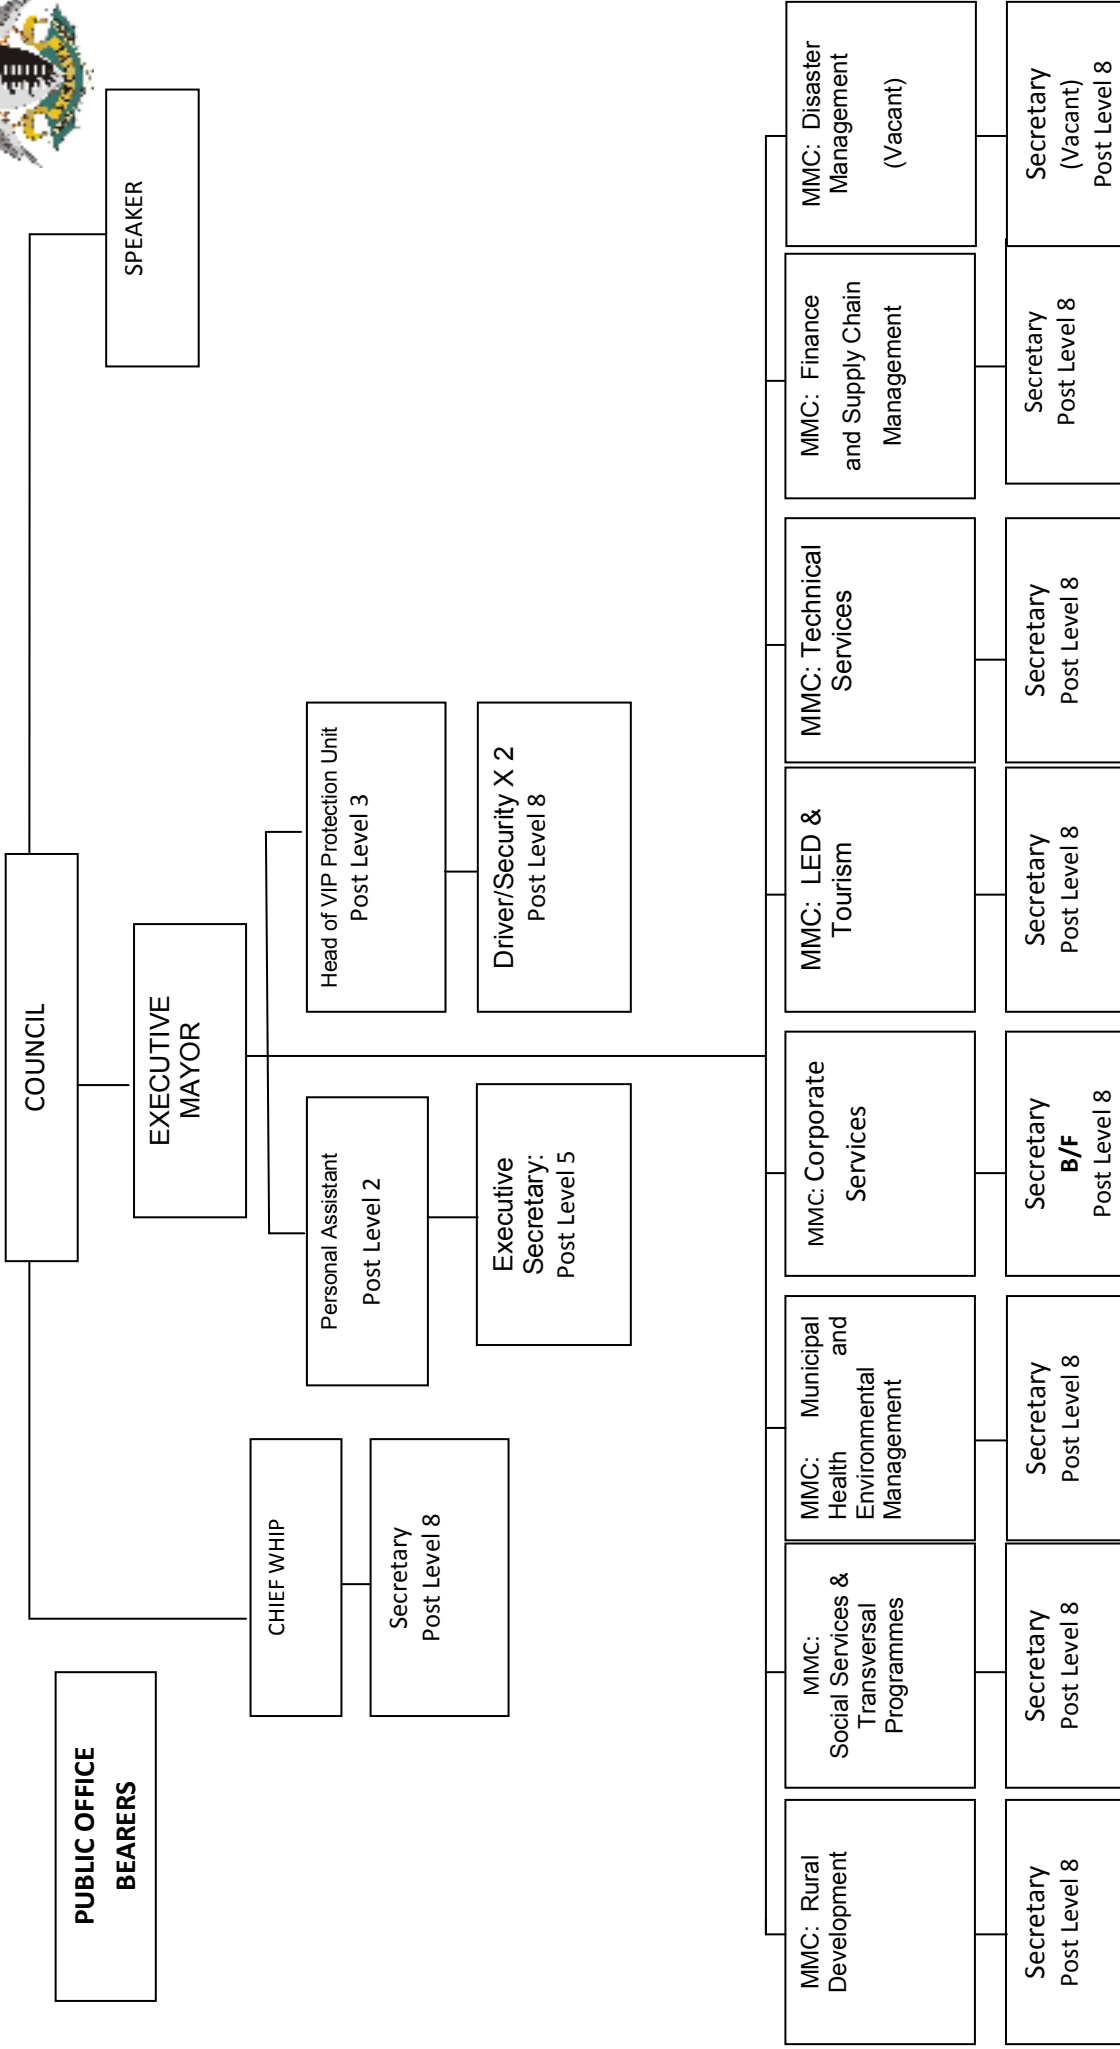 PUBLIC OFFICE
BEARERS
COUNCIL
SPEAKER
EXECUTIVE
MAYOR
CHIEF WHIP
Secretary
Post Level 8
Personal Assistant
Post Level 2
Executive
Secretary:
Post Level 5
Head of VIP Protection Unit
Post Level 3
Driver/Security X 2
Post Level 8
MMC: Rural
Development
MMC:
Social Services &
Transversal
Programmes
MMC: Municipal
Health and
Environmental
Management
MMC: Corporate
Services
MMC: LED &
Tourism
MMC: Technical
Services
MMC: Finance
and Supply Chain
Management
MMC: Disaster
Management
(Vacant)
Secretary
Post Level 8
Secretary
Post Level 8
Secretary
Post Level 8
Secretary
B/F
Post Level 8
Secretary
Post Level 8
Secretary
Post Level 8
Secretary
Post Level 8
Secretary
(Vacant)
Post Level 8